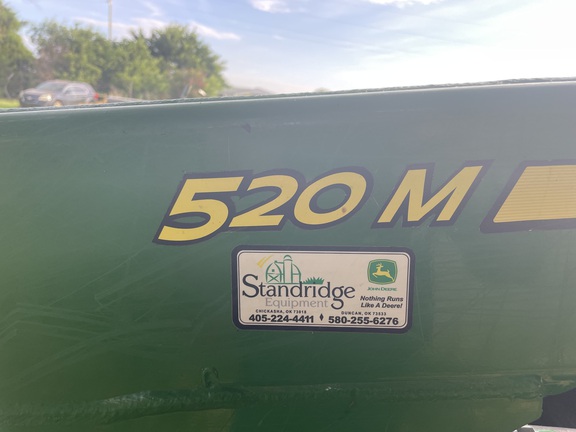 520 M
Standridge
Equipment
CHICKASHA, OK 73018
DUNCAN, OK 73533
405-224-4411 ♦ 580-255-6276
JOHN DEERE
Nothing Runs
Like A Deere!